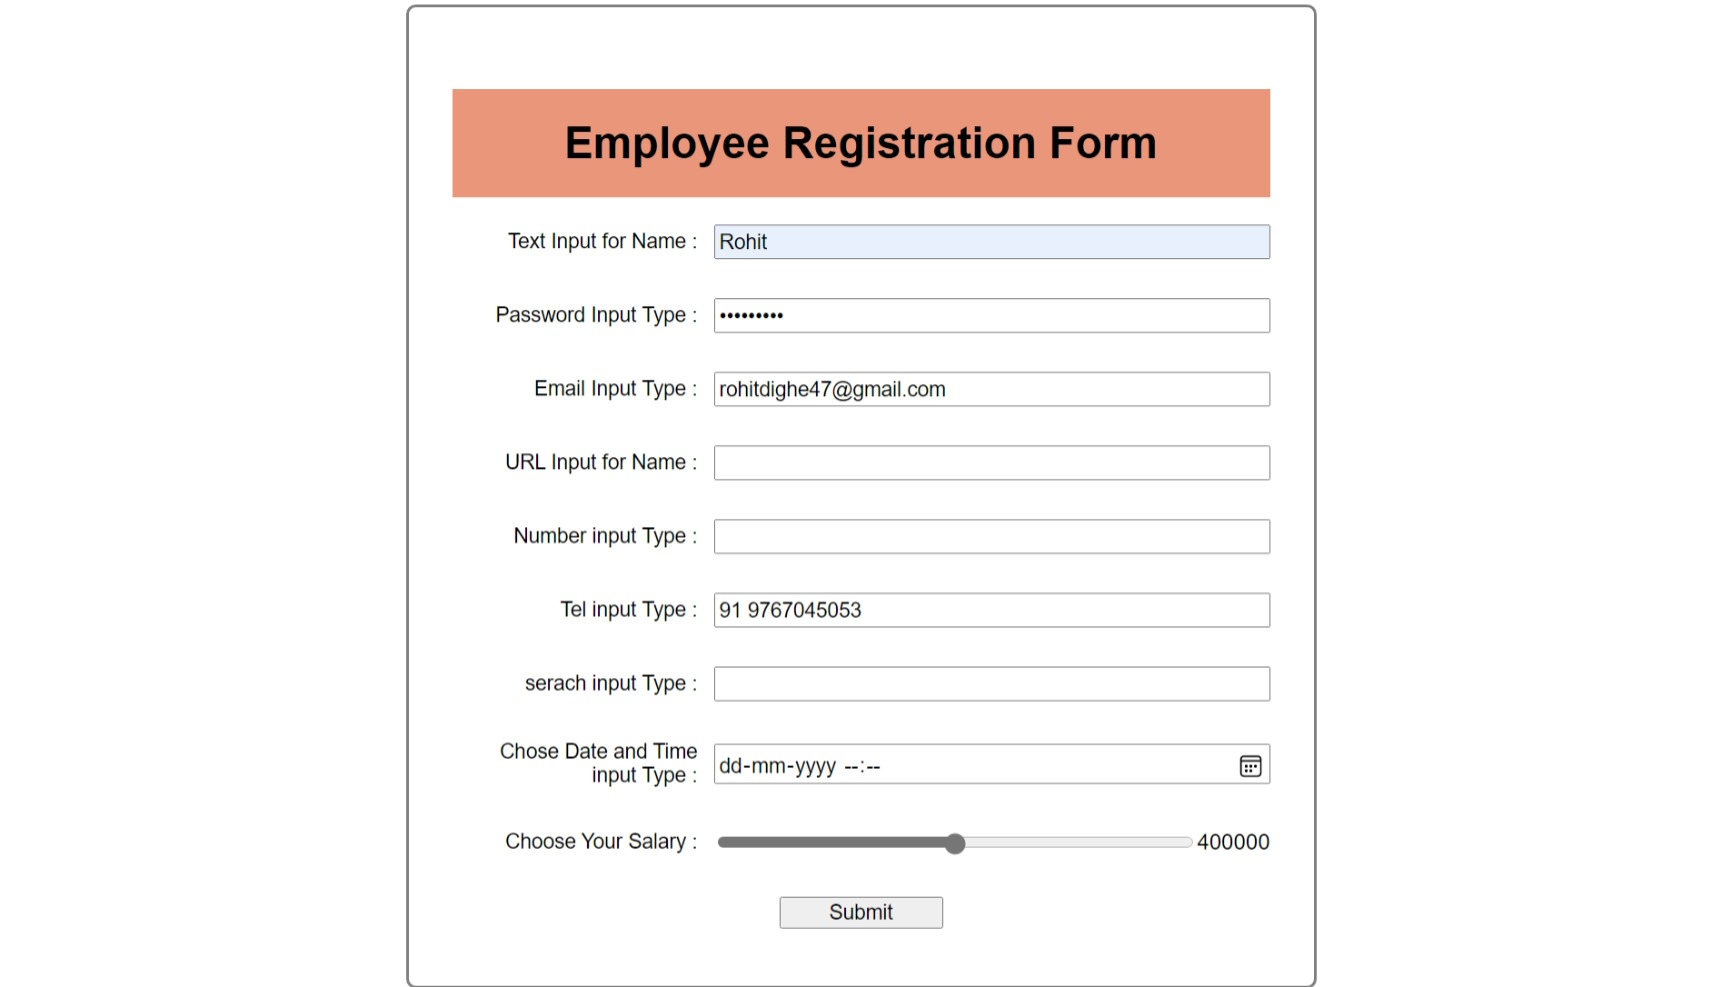 Employee Registration Form
Text Input for Name : Rohit
Password Input Type : •••••••••
Email Input Type : rohitdighe47@gmail.com
URL Input for Name :
Number input Type :
Tel input Type : 91 9767045053
serach input Type :
Chose Date and Time
input Type : dd-mm-yyyy --:--
Choose Your Salary : 400000
Submit